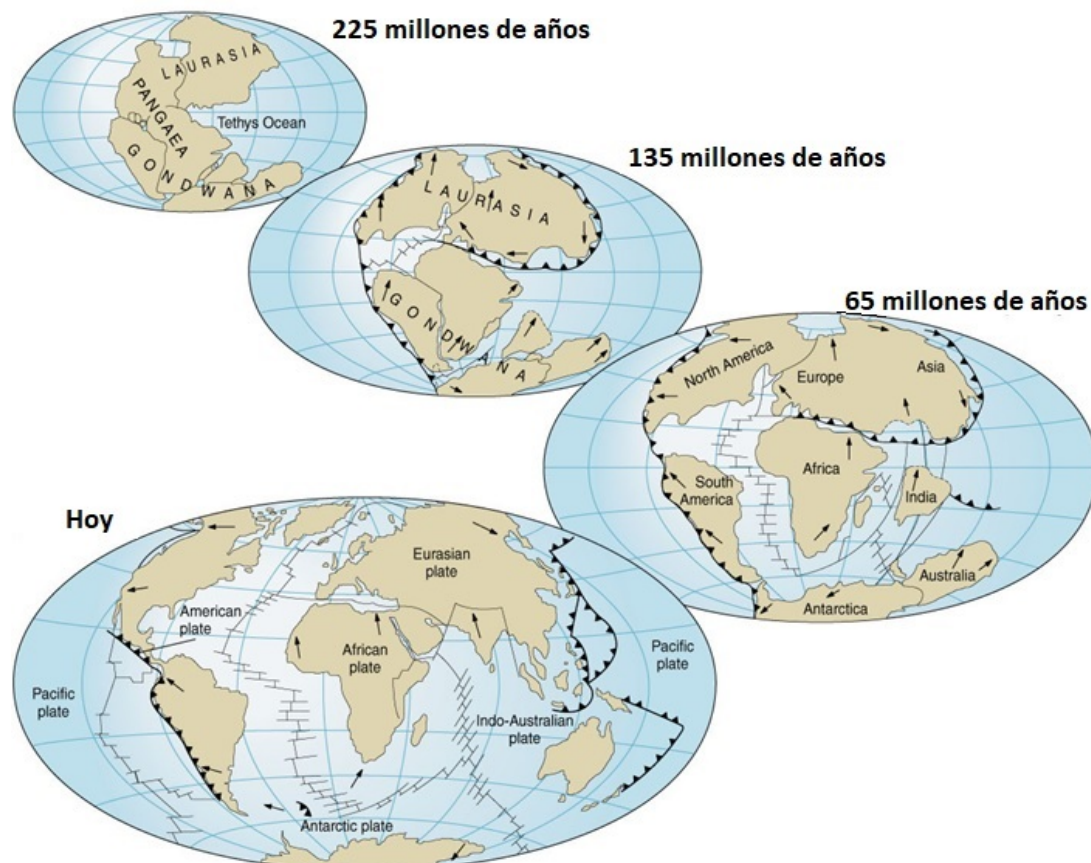 225 millones de años
LAURASIA
PANGAEA
Tethys Ocean
GONDWANA
135 millones de años
LAURASIA
GONDWANA
65 millones de años
North America
Europe
Asia
Africa
South
America
India
Australia
Antarctica
Hoy
Eurasian
plate
American
plate
African
plate
Pacific
plate
Pacific
plate
Indo-Australian
plate
Antarctic plate